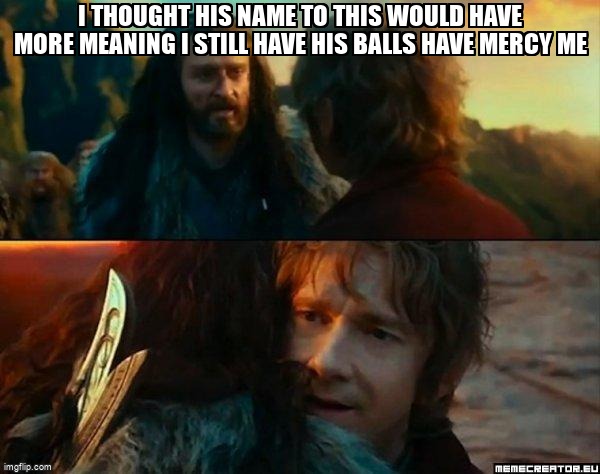 I THOUGHT HIS NAME TO THIS WOULD HAVE
MORE MEANING I STILL HAVE HIS BALLS HAVE MERCY ME
imgflip.com
MEMECREATOR.EU